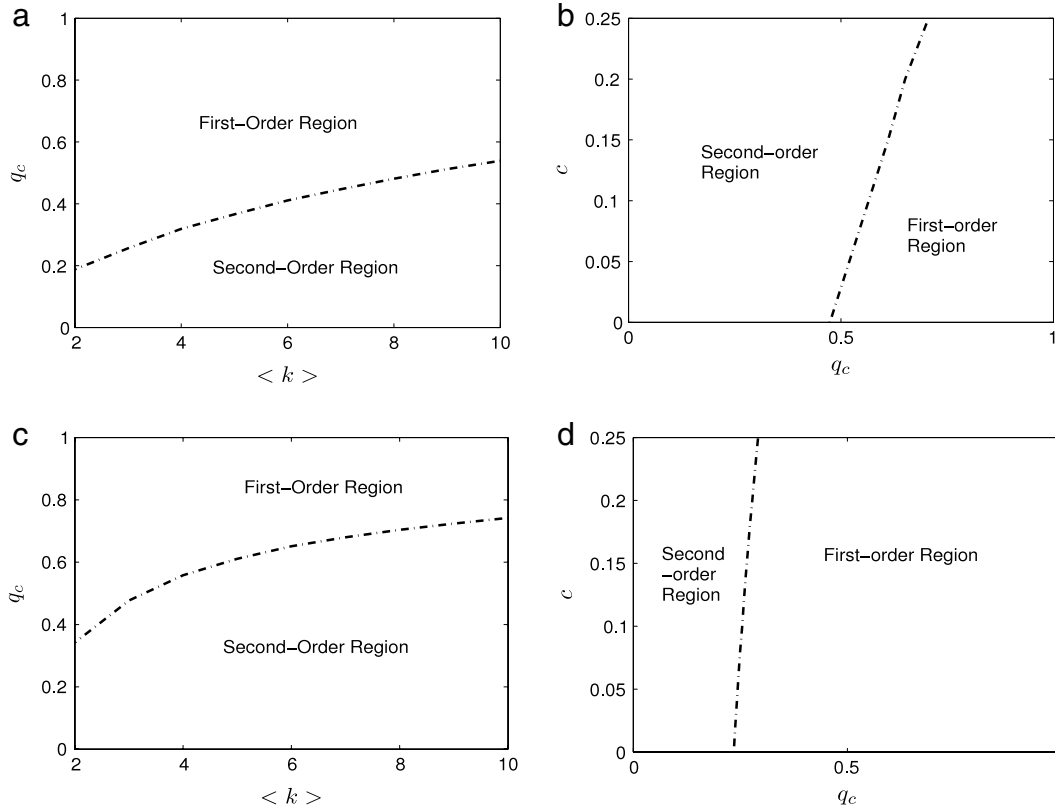 a
1
0.8
0.6
0.4
0.2
0
q_c
First–Order Region
Second–Order Region
2
4
6
8
10
< k >
b
0.25
0.2
0.15
0.1
0.05
0
c
Second–order
Region
First–order
Region
0
0.5
1
q_c
c
1
0.8
0.6
0.4
0.2
0
q_c
First–Order Region
Second–Order Region
2
4
6
8
10
< k >
d
0.25
0.2
0.15
0.1
0.05
0
c
Second
–order
Region
First–order Region
0
0.5
q_c